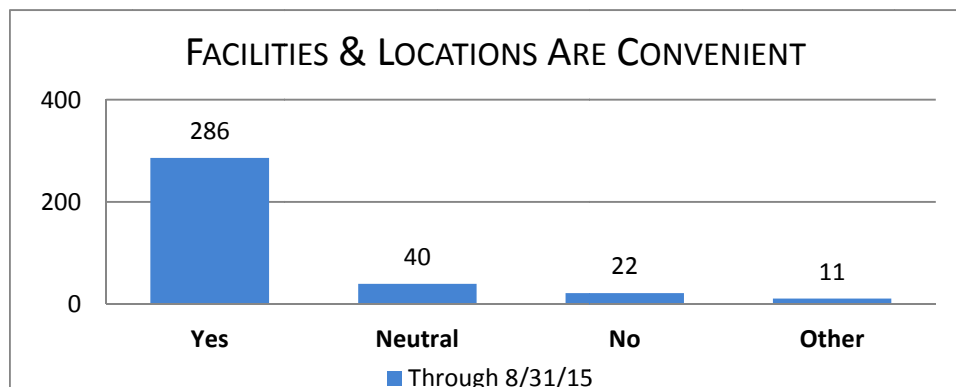 FACILITIES & LOCATIONS ARE CONVENIENT
400
286
200
40
22
11
0
Yes Neutral No Other
Through 8/31/15